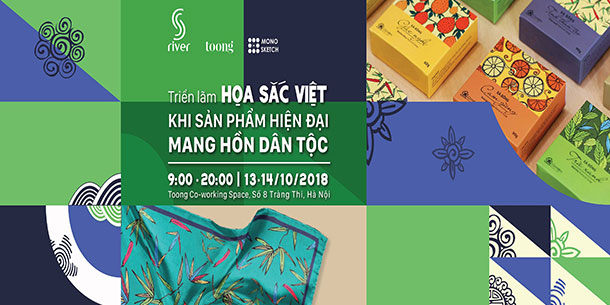 S river
toong
MONO
SKETCH
Triển lãm HỌA SẮC VIỆT
KHI SẢN PHẨM HIỆN ĐẠI
MANG HỒN DÂN TỘC
9:00 - 20:00 | 13-14/10/2018
Toong Co-working Space, Số 8 Tràng Thi, Hà Nội